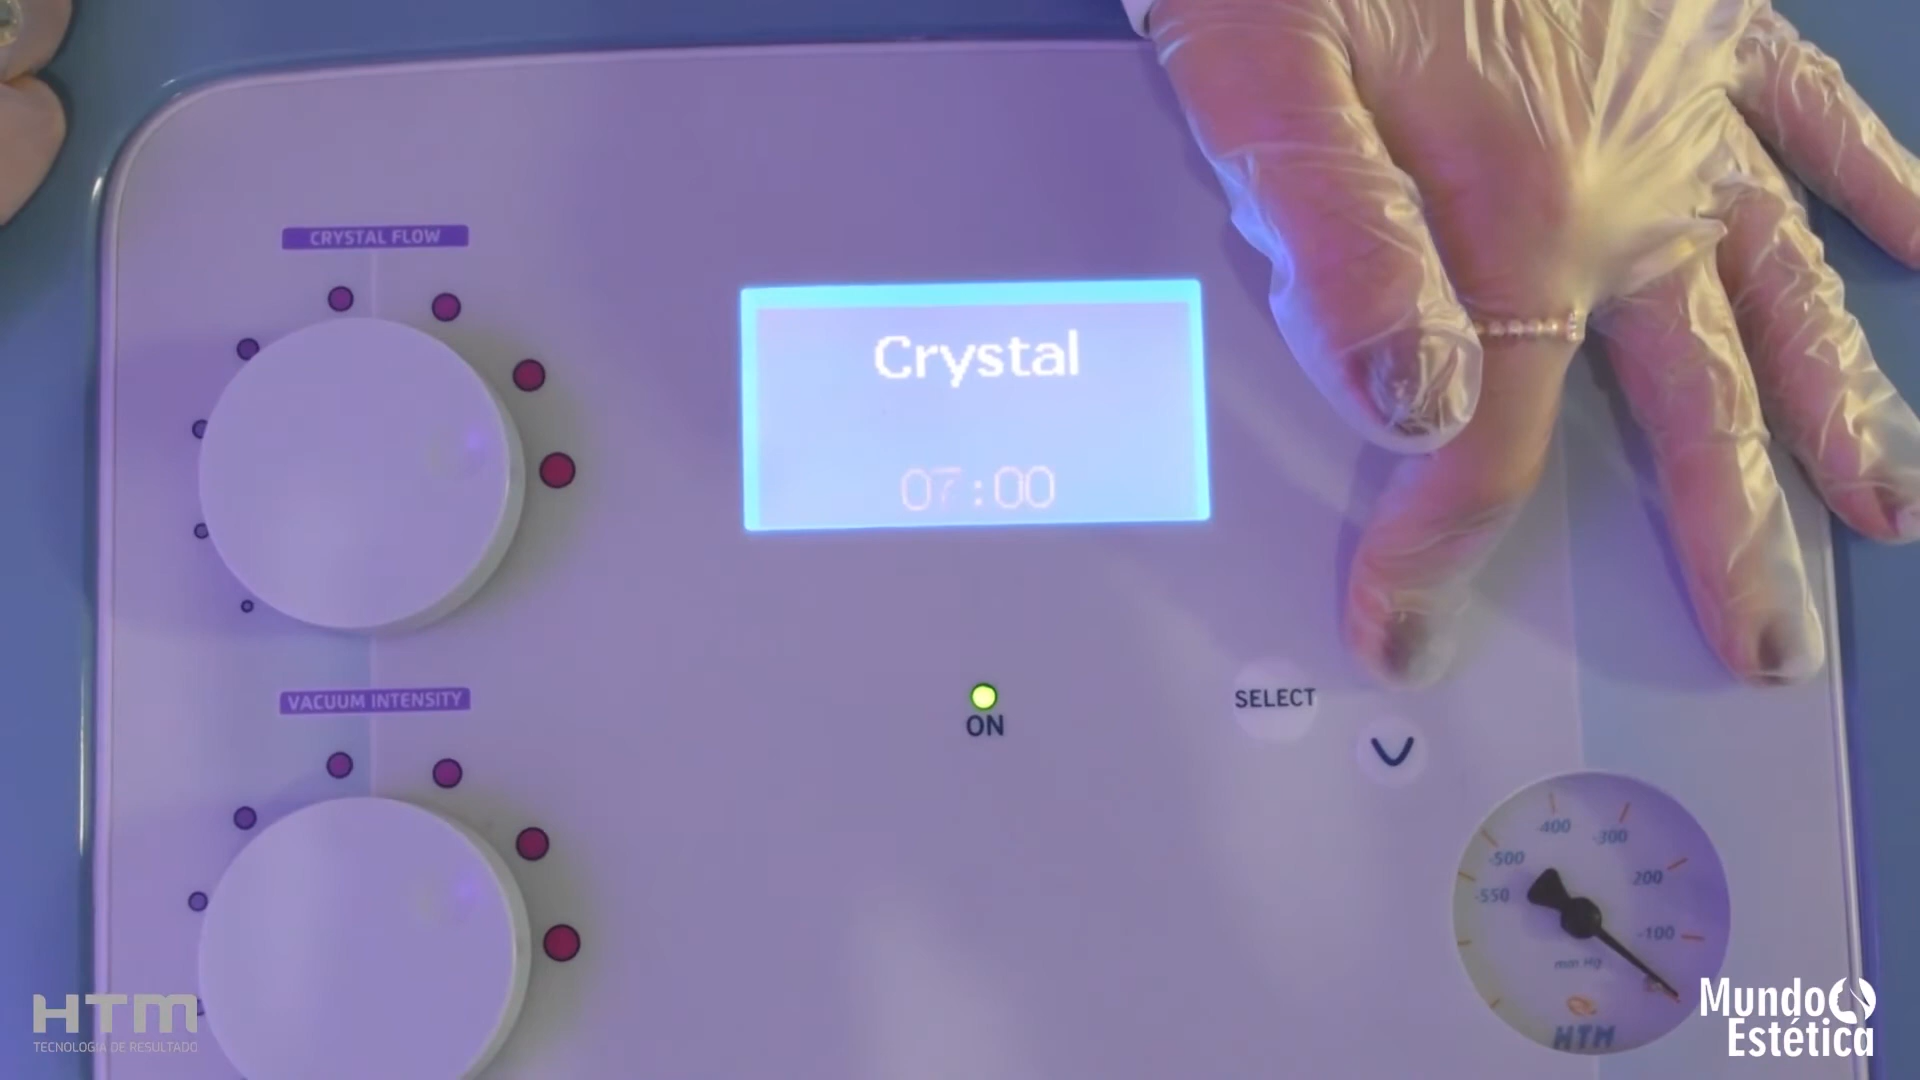 CRYSTAL FLOW
Crystal
07:00
VACUUM INTENSITY
ON
SELECT
-400
-300
-500
200
-550
-100
mm Hg
HTM
HTM
TECNOLOGIA DE RESULTADO
Mundo
Estética